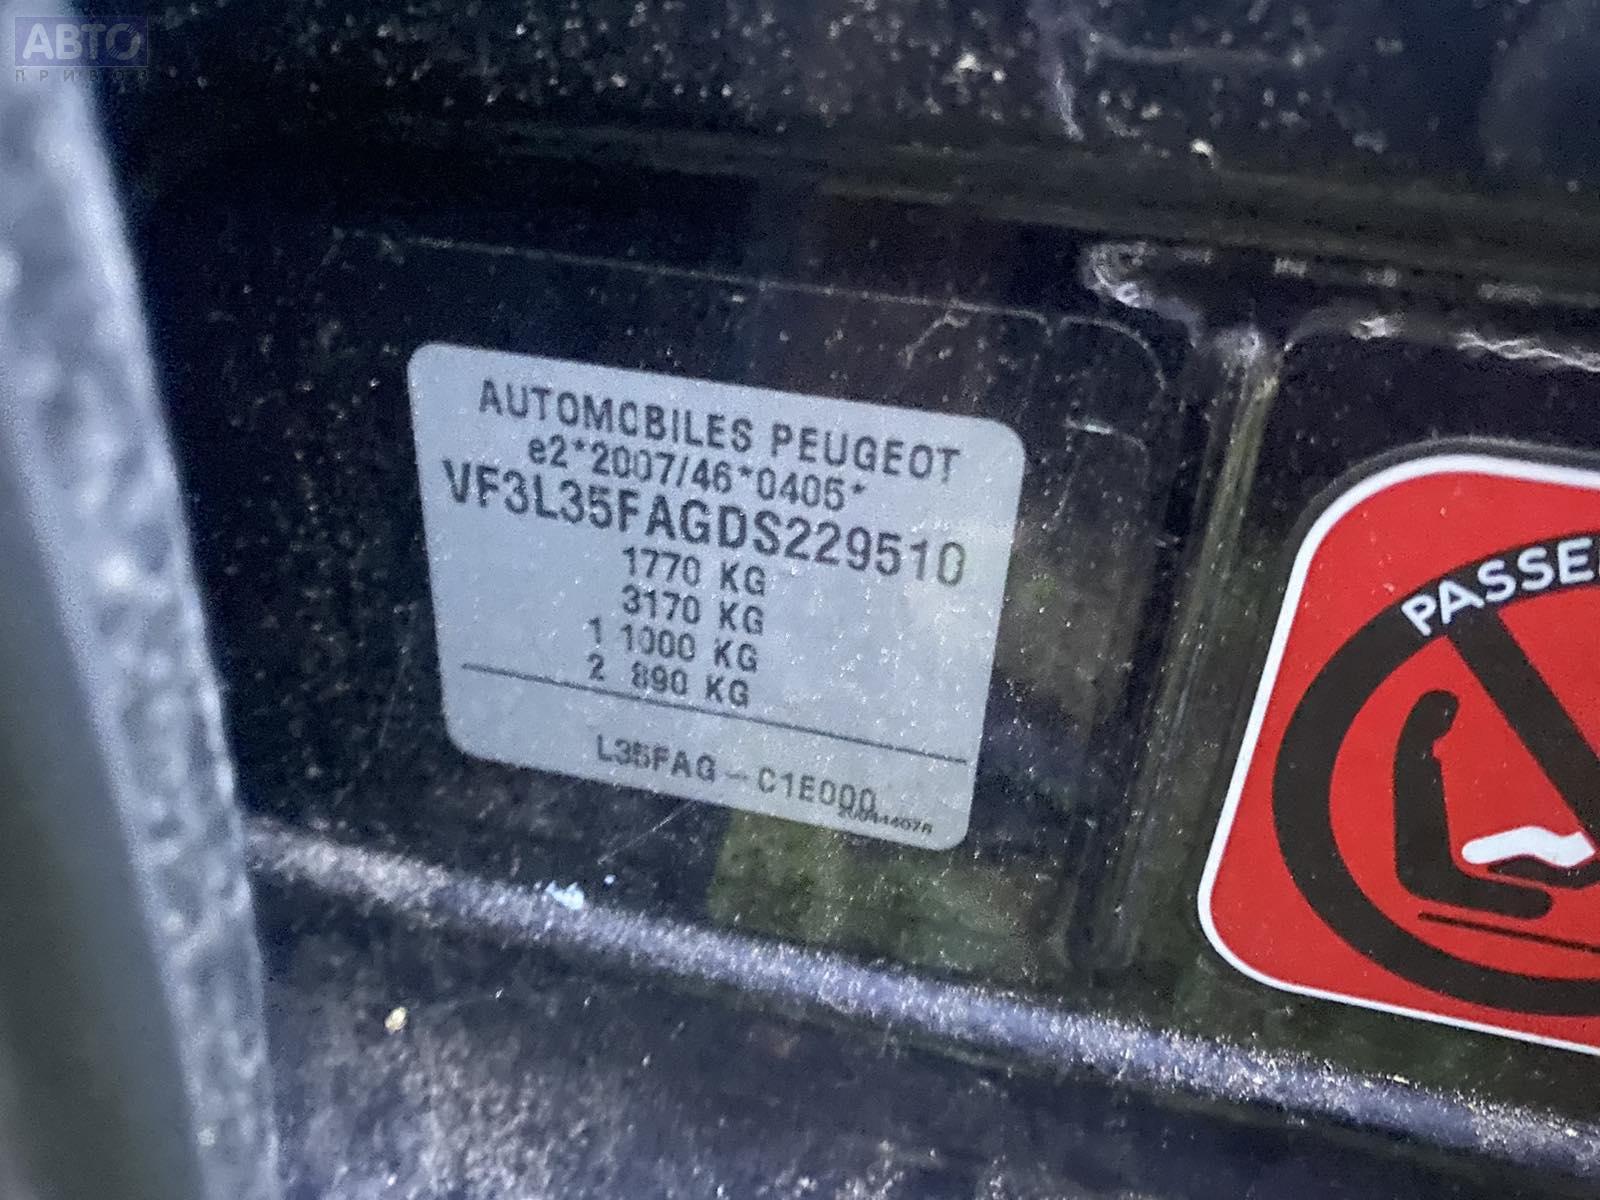 АВТО
ПРИВОЗ
AUTOMOBILES PEUGEOT
e2*2007/46*0405*
VF3L35FAGDS229510
1770 KG
3170 KG
1 1000 KG
2 890 KG
L35FAG - C1E000
PASSE